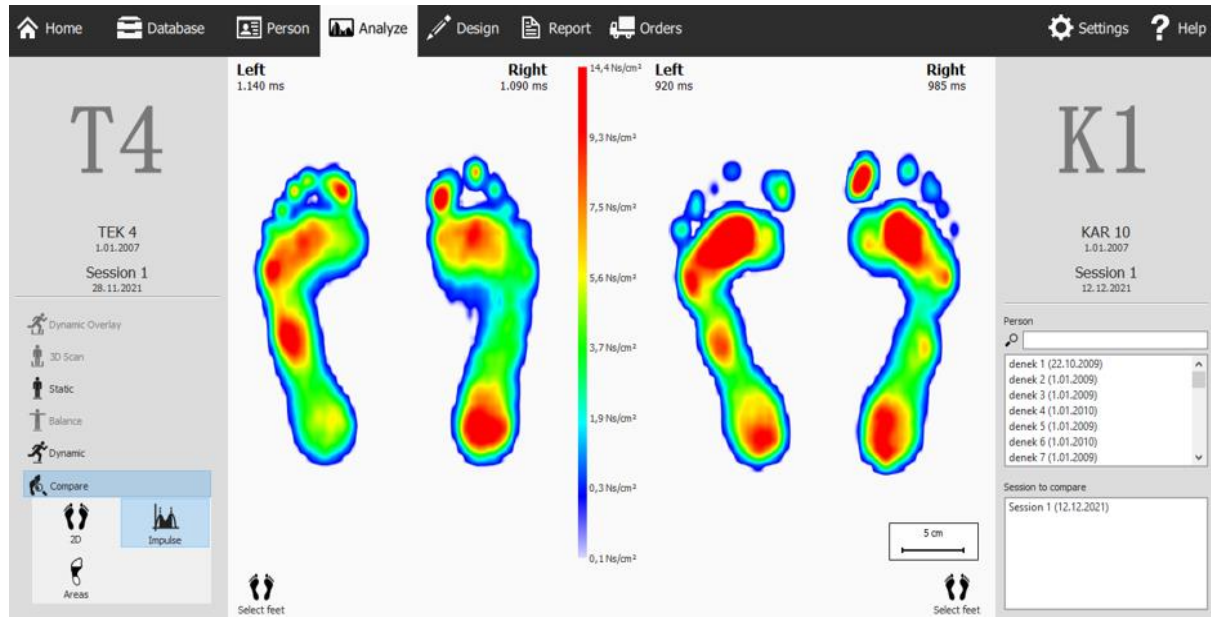 Home
Database
Person
Analyze
Design
Report
Orders
Settings
Help
T4
TEK 4
1.01.2007
Session 1
28.11.2021
Dynamic Overlay
3D Scan
Static
Balance
Dynamic
Compare
2D
Impulse
Areas
Left
1.140 ms
Right
1.090 ms
Select feet
14,4 Ns/cm²
9,3 Ns/cm²
7,5 Ns/cm²
5,6 Ns/cm²
3,7 Ns/cm²
1,9 Ns/cm²
0,3 Ns/cm²
0,1 Ns/cm²
Left
920 ms
Right
985 ms
5 cm
Select feet
K1
KAR 10
1.01.2007
Session 1
12.12.2021
Person
denek 1 (22.10.2009)
denek 2 (1.01.2009)
denek 3 (1.01.2009)
denek 4 (1.01.2010)
denek 5 (1.01.2009)
denek 6 (1.01.2010)
denek 7 (1.01.2009)
Session to compare
Session 1 (12.12.2021)